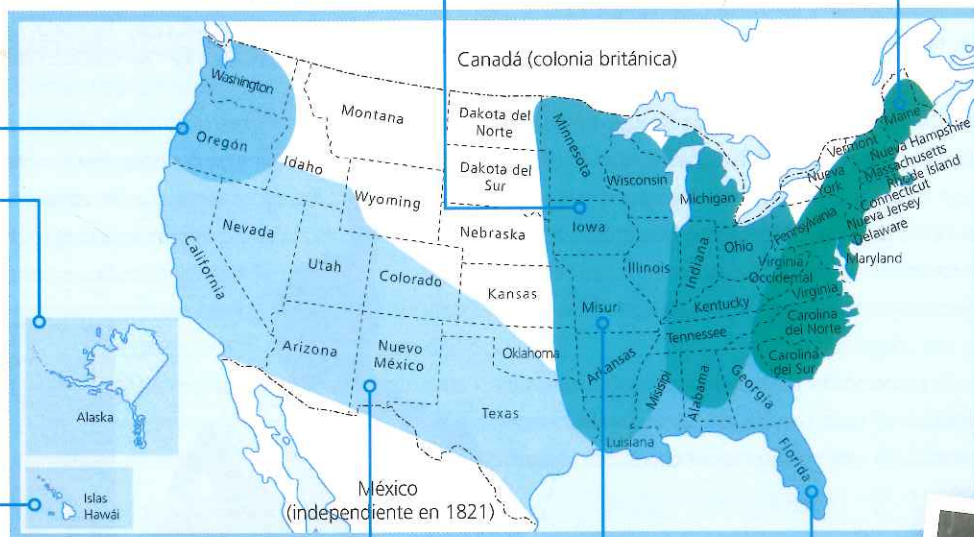 Canadá (colonia británica)
Washington
Montana
Dakota del
Norte
Minnesota
Maine
Oregón
Idaho
Dakota del
Sur
Wisconsin
Michigan
Vermont
Nueva Hampshire
Nueva
York
Massachusetts
Rhode Island
Connecticut
Wyoming
Iowa
Pennsylvania
Nueva Jersey
Nevada
Nebraska
Illinois
Indiana
Ohio
Delaware
Maryland
California
Utah
Colorado
Kansas
Misuri
Virginia
Occidental
Kentucky
Virginia
Arizona
Nuevo
México
Oklahoma
Arkansas
Tennessee
Carolina
del Norte
Carolina
del Sur
Texas
Misisipi
Alabama
Georgia
Luisiana
Florida
Alaska
Islas
Hawái
México
(independiente en 1821)